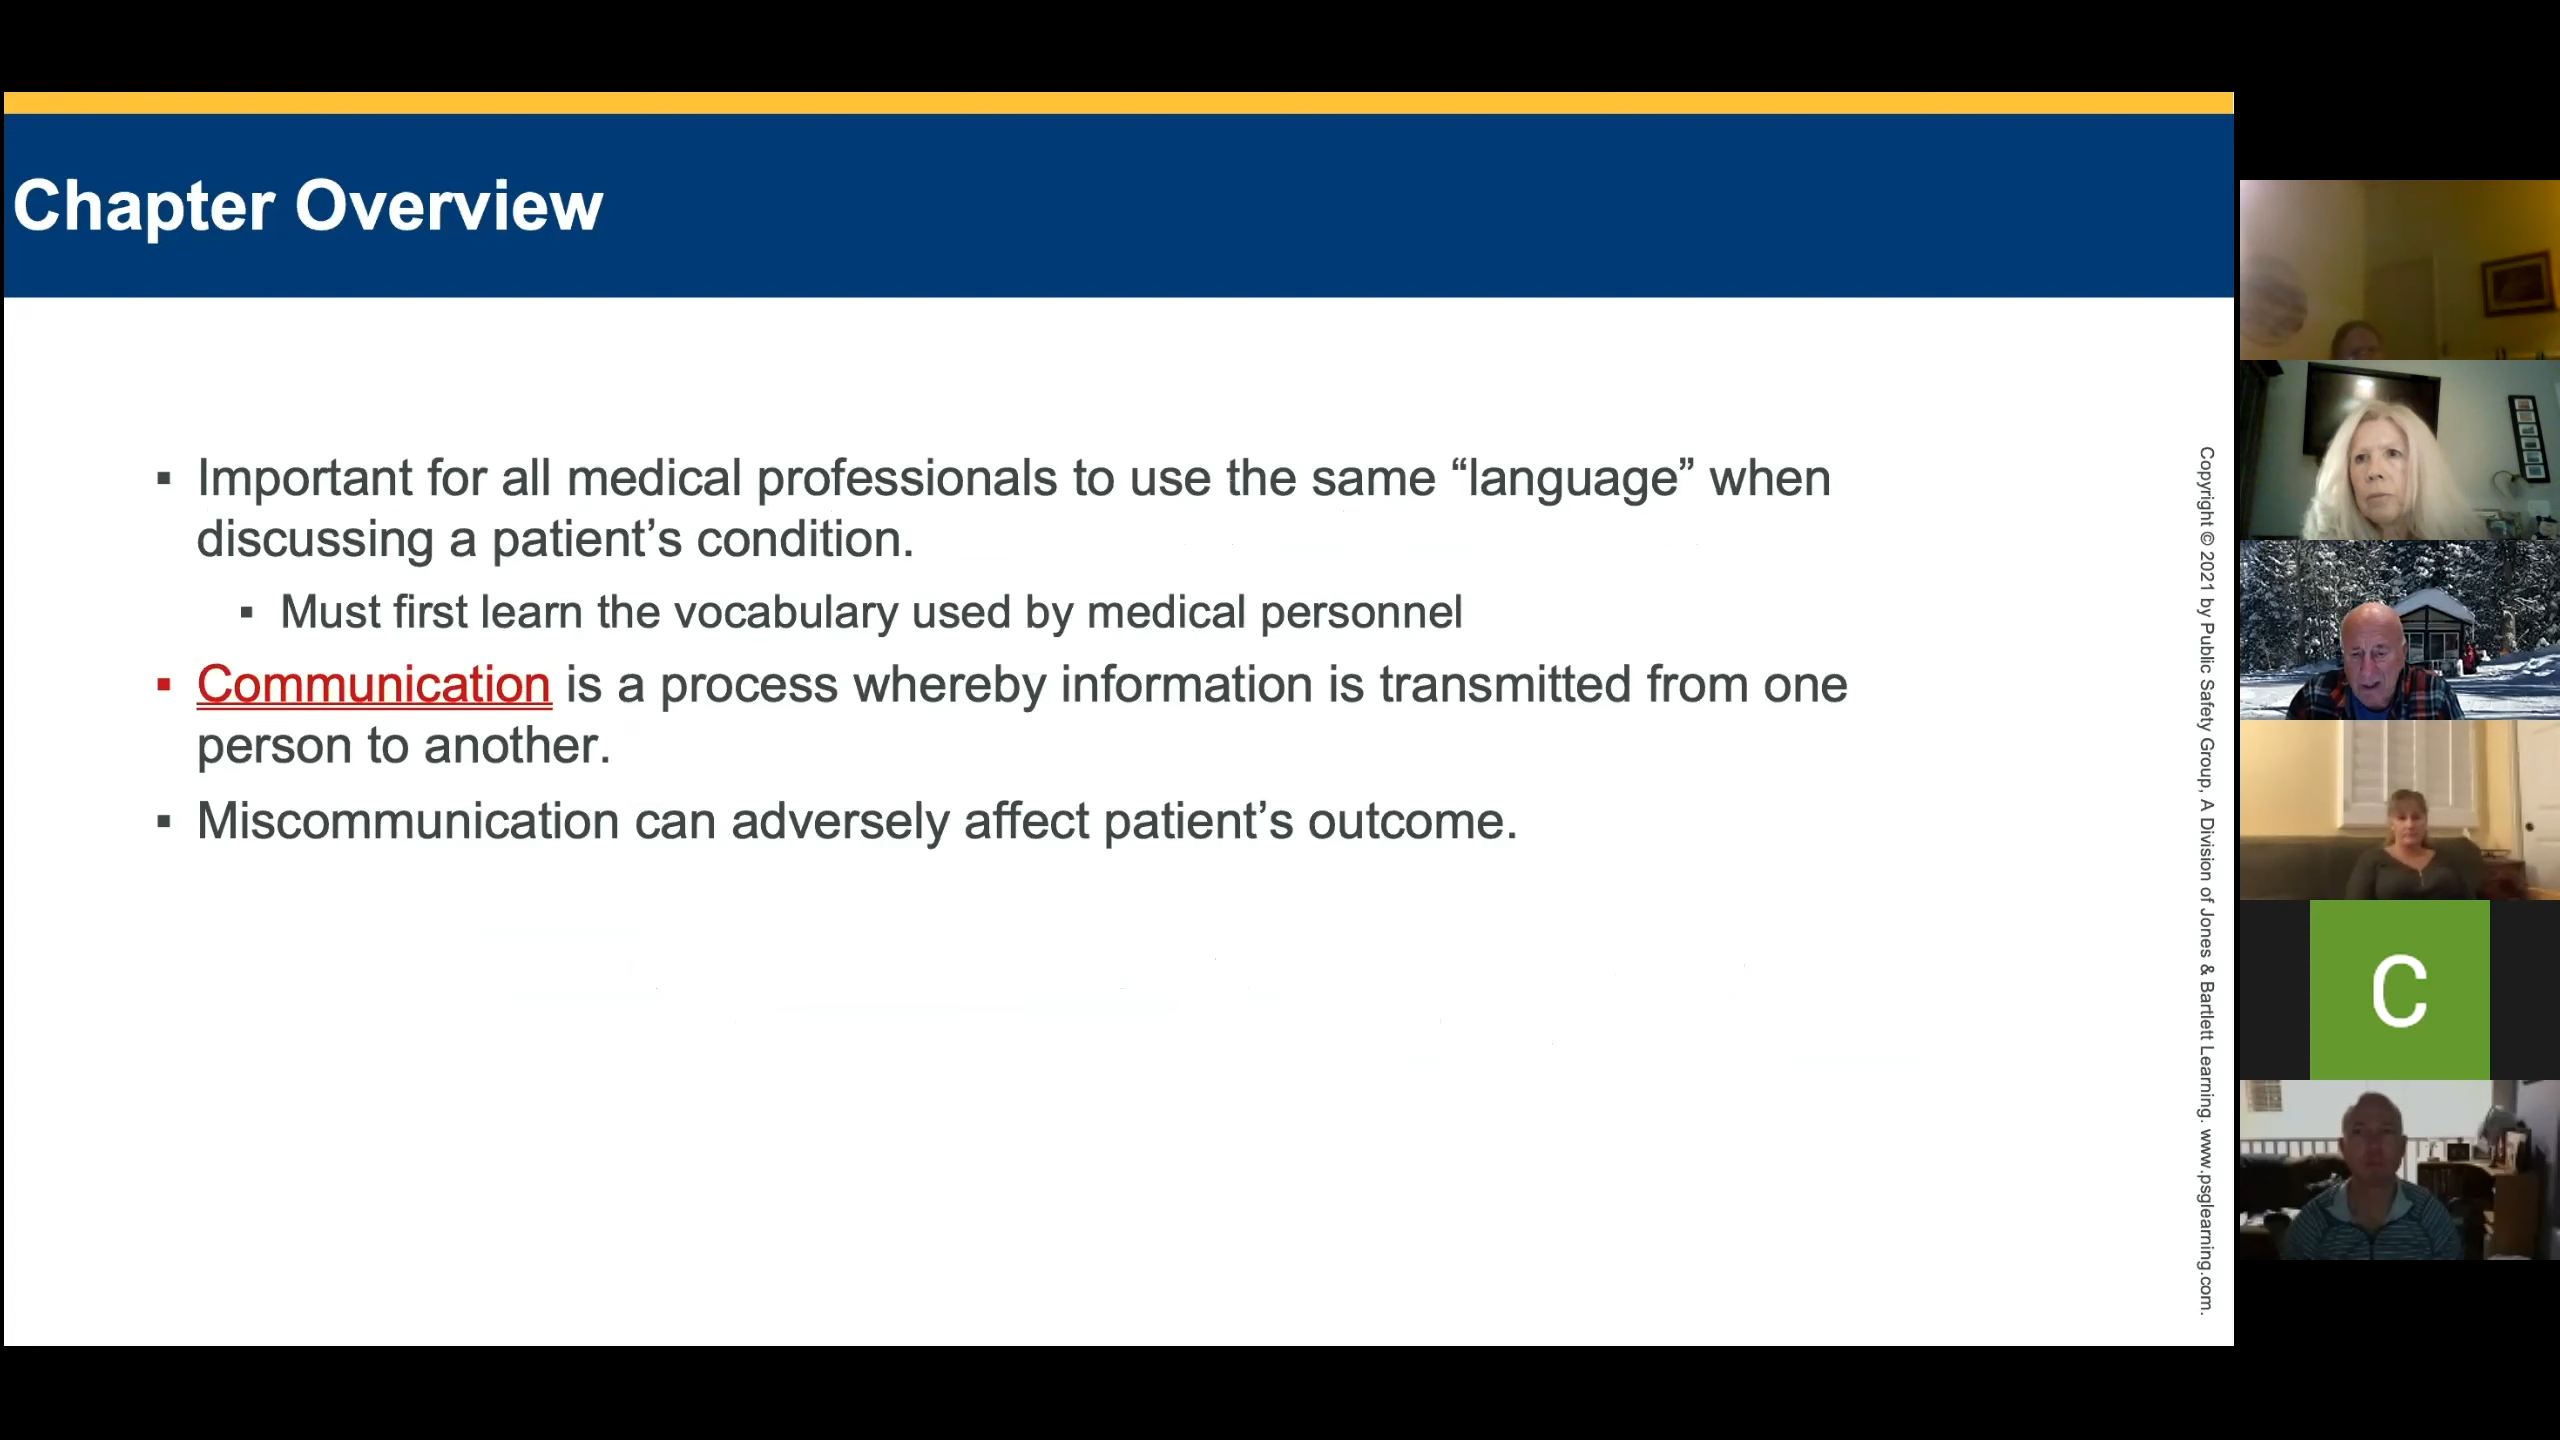 Chapter Overview
▪ Important for all medical professionals to use the same “language” when
discussing a patient’s condition.
▪ Must first learn the vocabulary used by medical personnel
▪ Communication is a process whereby information is transmitted from one
person to another.
▪ Miscommunication can adversely affect patient’s outcome.
Copyright © 2021 by Public Safety Group, A Division of Jones & Bartlett Learning. www.psglearning.com.
C